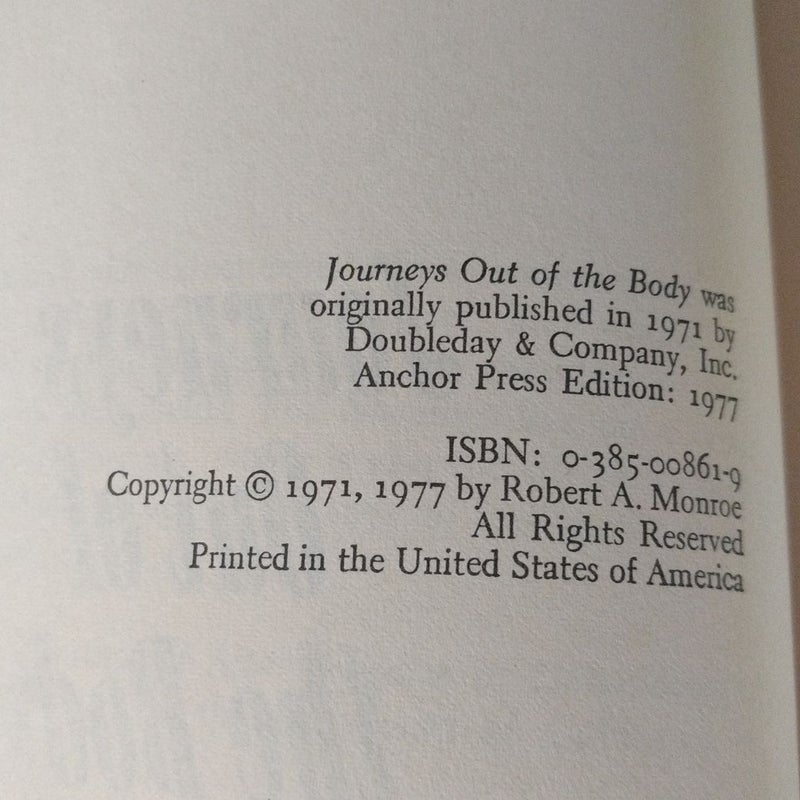 Journeys Out of the Body was
originally published in 1971 by
Doubleday & Company, Inc.
Anchor Press Edition: 1977
ISBN: 0-385-00861-9
Copyright © 1971, 1977 by Robert A. Monroe
All Rights Reserved
Printed in the United States of America